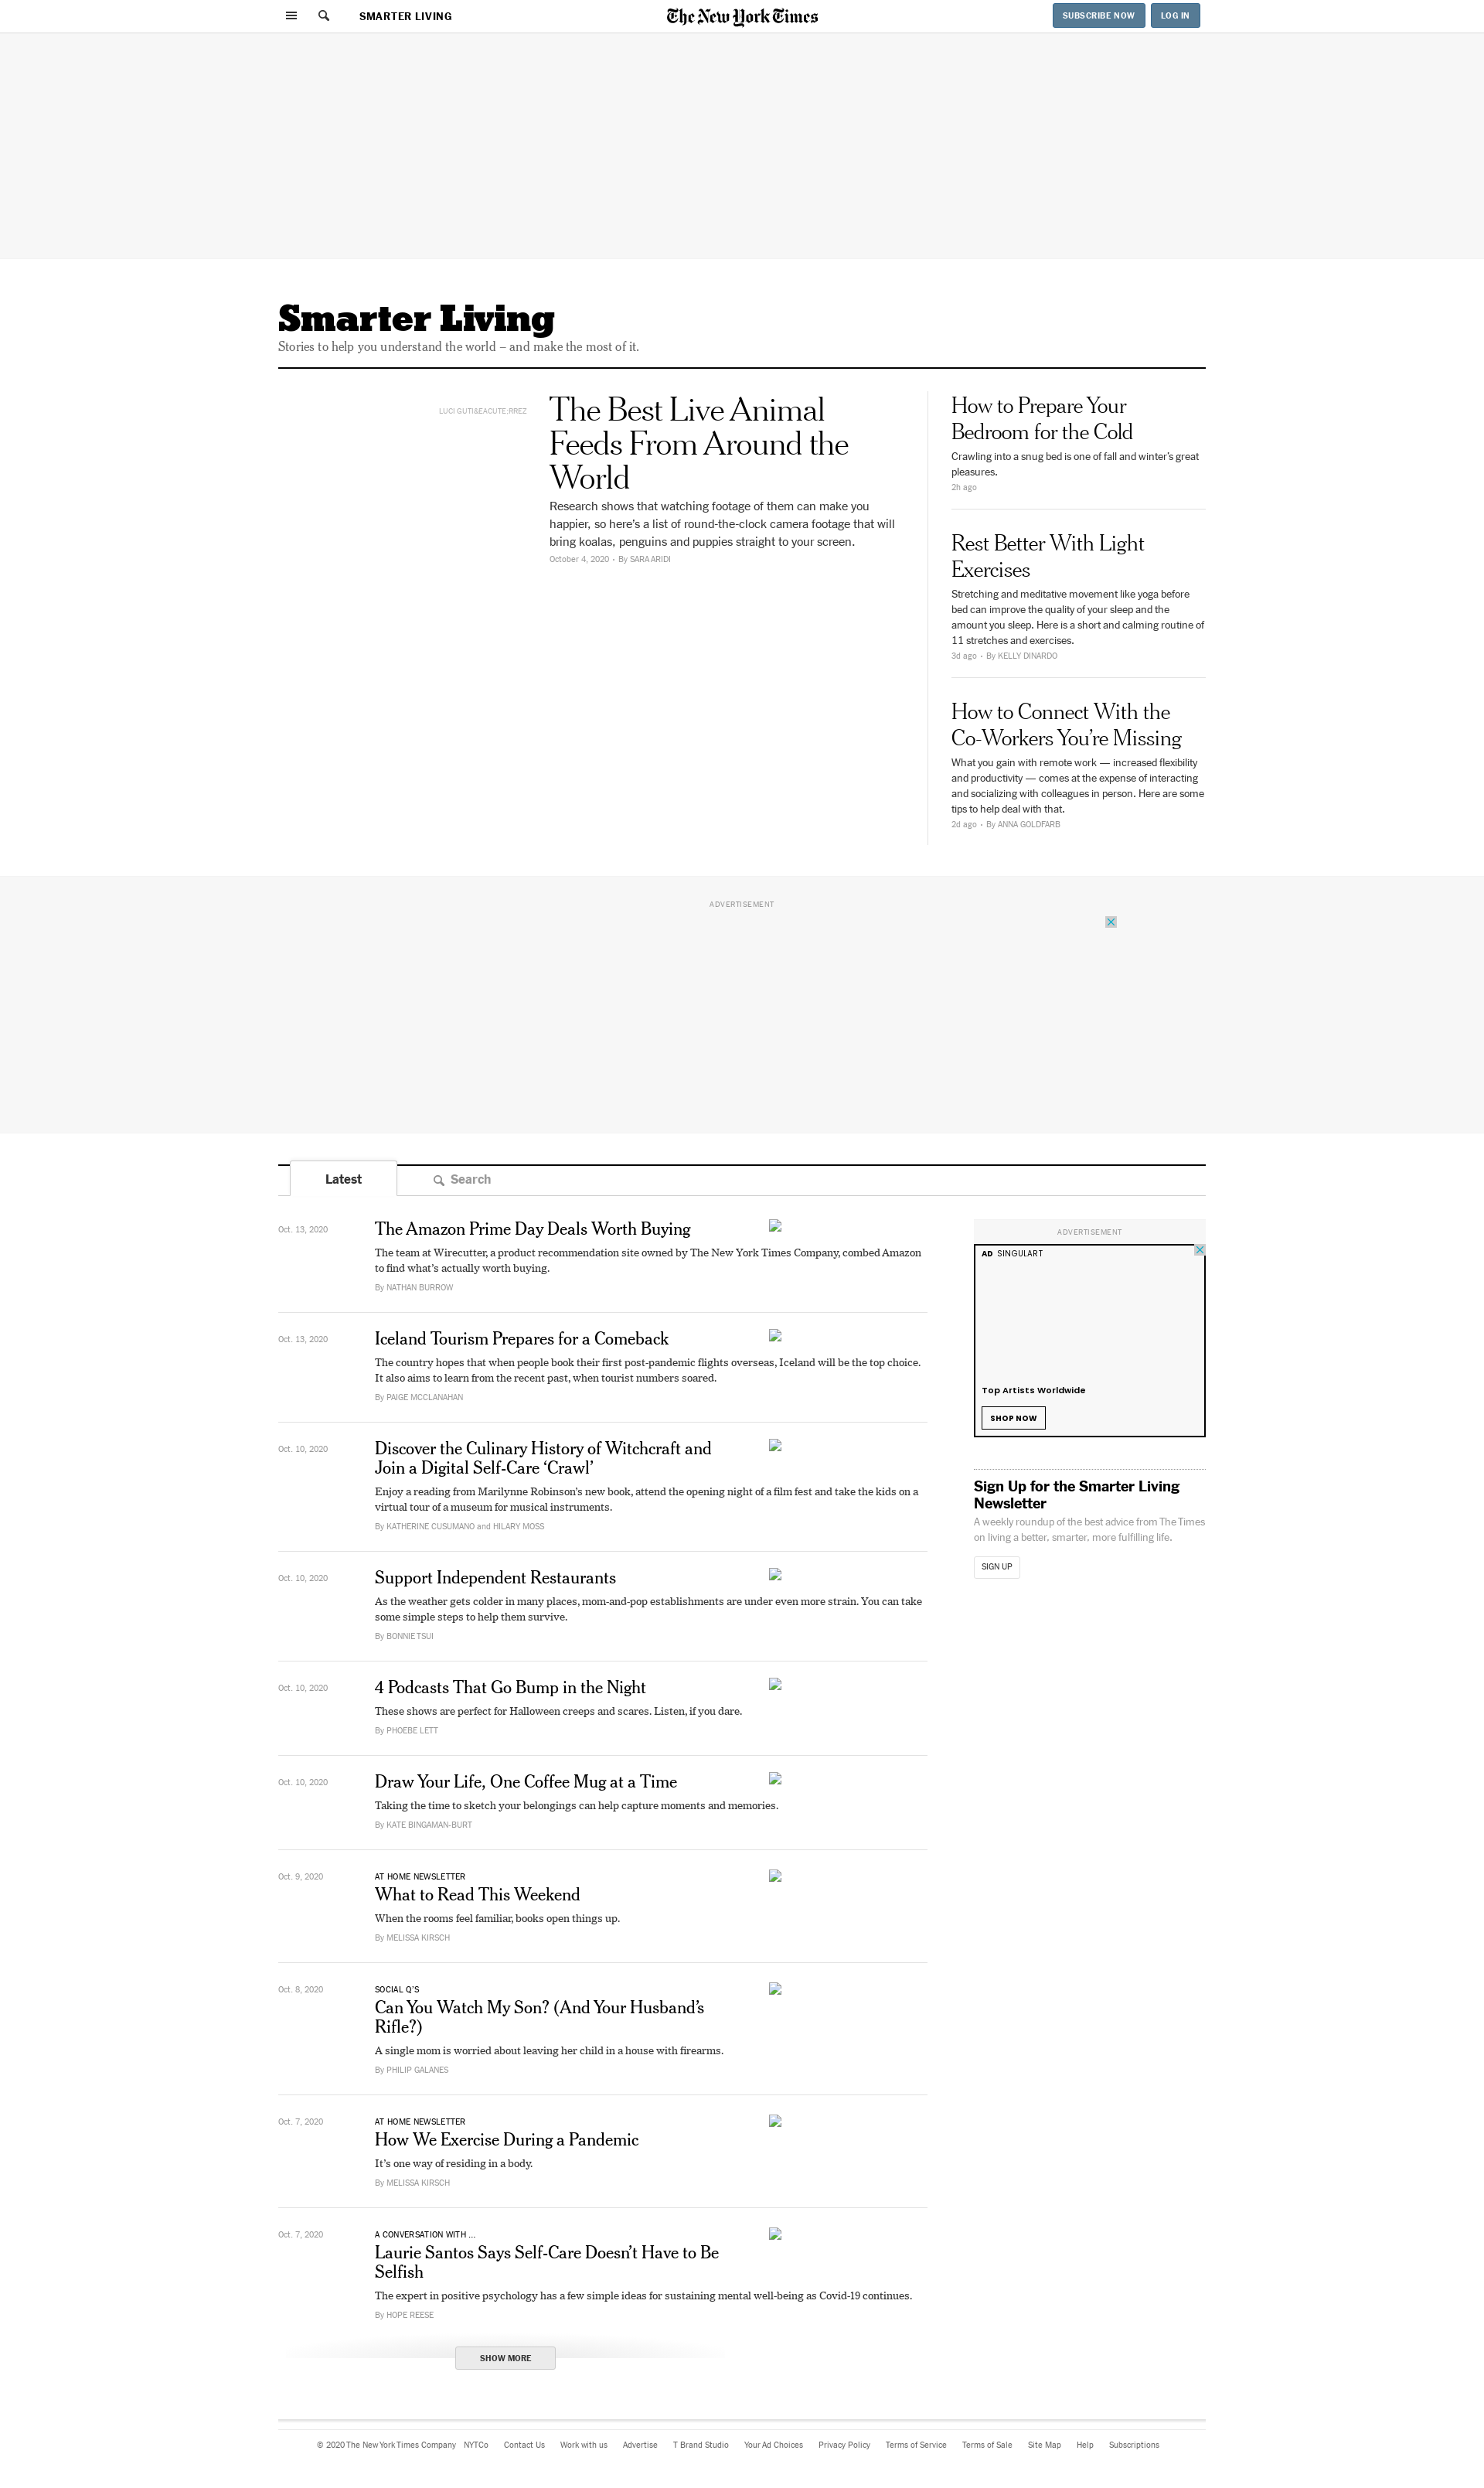 SMARTER LIVING
The New York Times
SUBSCRIBE NOW
LOG IN
Smarter Living
Stories to help you understand the world – and make the most of it.
LUCI GUTI&EACUTE;RREZ
The Best Live Animal
Feeds From Around the
World
Research shows that watching footage of them can make you
happier, so here’s a list of round-the-clock camera footage that will
bring koalas, penguins and puppies straight to your screen.
October 4, 2020 • By SARA ARIDI
How to Prepare Your
Bedroom for the Cold
Crawling into a snug bed is one of fall and winter’s great
pleasures.
2h ago
Rest Better With Light
Exercises
Stretching and meditative movement like yoga before
bed can improve the quality of your sleep and the
amount you sleep. Here is a short and calming routine of
11 stretches and exercises.
3d ago • By KELLY DINARDO
How to Connect With the
Co-Workers You’re Missing
What you gain with remote work — increased flexibility
and productivity — comes at the expense of interacting
and socializing with colleagues in person. Here are some
tips to help deal with that.
2d ago • By ANNA GOLDFARB
ADVERTISEMENT
Latest
Search
Oct. 13, 2020
The Amazon Prime Day Deals Worth Buying
The team at Wirecutter, a product recommendation site owned by The New York Times Company, combed Amazon
to find what’s actually worth buying.
By NATHAN BURROW
Oct. 13, 2020
Iceland Tourism Prepares for a Comeback
The country hopes that when people book their first post-pandemic flights overseas, Iceland will be the top choice.
It also aims to learn from the recent past, when tourist numbers soared.
By PAIGE MCCLANAHAN
Oct. 10, 2020
Discover the Culinary History of Witchcraft and
Join a Digital Self-Care ‘Crawl’
Enjoy a reading from Marilynne Robinson’s new book, attend the opening night of a film fest and take the kids on a
virtual tour of a museum for musical instruments.
By KATHERINE CUSUMANO and HILARY MOSS
Oct. 10, 2020
Support Independent Restaurants
As the weather gets colder in many places, mom-and-pop establishments are under even more strain. You can take
some simple steps to help them survive.
By BONNIE TSUI
Oct. 10, 2020
4 Podcasts That Go Bump in the Night
These shows are perfect for Halloween creeps and scares. Listen, if you dare.
By PHOEBE LETT
Oct. 10, 2020
Draw Your Life, One Coffee Mug at a Time
Taking the time to sketch your belongings can help capture moments and memories.
By KATE BINGAMAN-BURT
Oct. 9, 2020
AT HOME NEWSLETTER
What to Read This Weekend
When the rooms feel familiar, books open things up.
By MELISSA KIRSCH
Oct. 8, 2020
SOCIAL Q’S
Can You Watch My Son? (And Your Husband’s
Rifle?)
A single mom is worried about leaving her child in a house with firearms.
By PHILIP GALANES
Oct. 7, 2020
AT HOME NEWSLETTER
How We Exercise During a Pandemic
It’s one way of residing in a body.
By MELISSA KIRSCH
Oct. 7, 2020
A CONVERSATION WITH ...
Laurie Santos Says Self-Care Doesn’t Have to Be
Selfish
The expert in positive psychology has a few simple ideas for sustaining mental well-being as Covid-19 continues.
By HOPE REESE
SHOW MORE
ADVERTISEMENT
AD SINGULART
Top Artists Worldwide
SHOP NOW
Sign Up for the Smarter Living
Newsletter
A weekly roundup of the best advice from The Times
on living a better, smarter, more fulfilling life.
SIGN UP
© 2020 The New York Times Company NYTCo Contact Us Work with us Advertise T Brand Studio Your Ad Choices Privacy Policy Terms of Service Terms of Sale Site Map Help Subscriptions